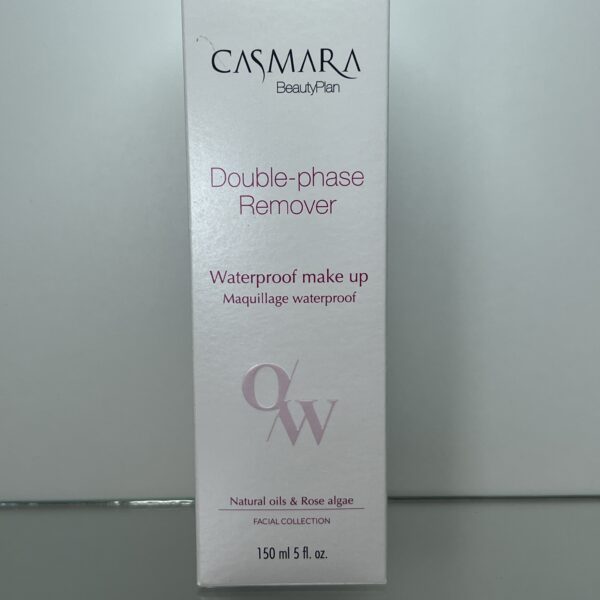 CASMARA
BeautyPlan
Double-phase
Remover
Waterproof make up
Maquillage waterproof
O/W
Natural oils & Rose algae
FACIAL COLLECTION
150 ml 5 fl. oz.